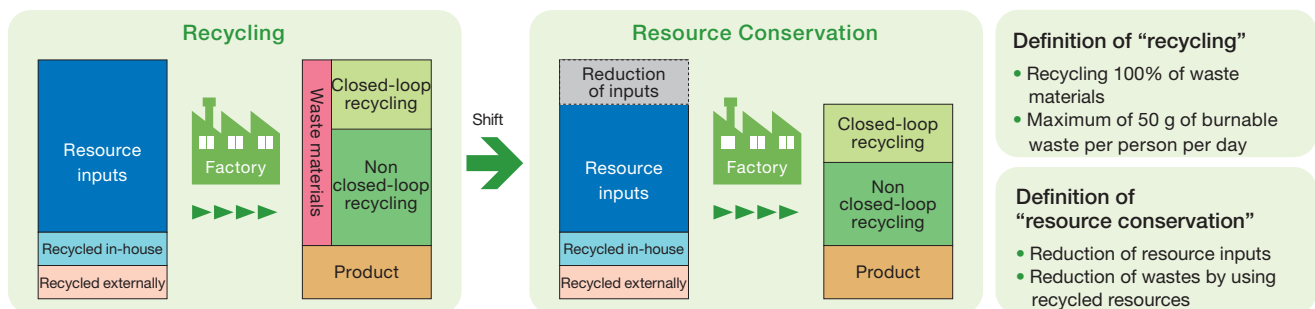 Recycling
Resource
inputs
Recycled in-house
Recycled externally
Factory
Waste materials
Closed-loop
recycling
Non
closed-loop
recycling
Product
Shift
Resource Conservation
Reduction
of inputs
Resource
inputs
Recycled in-house
Recycled externally
Factory
Closed-loop
recycling
Non
closed-loop
recycling
Product
Definition of “recycling”
• Recycling 100% of waste
materials
• Maximum of 50 g of burnable
waste per person per day
Definition of
“resource conservation”
• Reduction of resource inputs
• Reduction of wastes by using
recycled resources